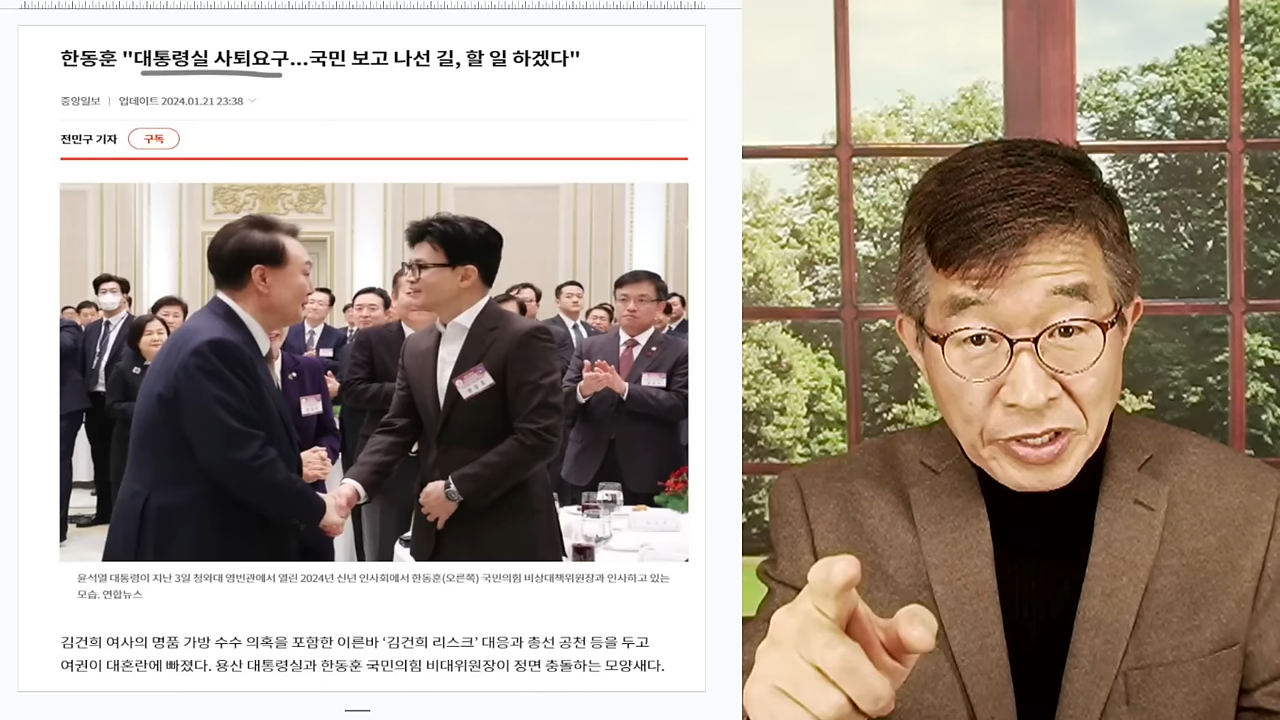 한동훈 "대통령실 사퇴요구...국민 보고 나선 길, 할 일 하겠다"
중앙일보 | 업데이트 2024.01.21 23:38
전민구 기자 구독
윤석열 대통령이 지난 3일 청와대 영빈관에서 열린 2024년 신년 인사회에서 한동훈(오른쪽) 국민의힘 비상대책위원장과 인사하고 있는
모습. 연합뉴스
김건희 여사의 명품 가방 수수 의혹을 포함한 이른바 ‘김건희 리스크’ 대응과 총선 공천 등을 두고
여권이 대혼란에 빠졌다. 용산 대통령실과 한동훈 국민의힘 비대위원장이 정면 충돌하는 모양새다.